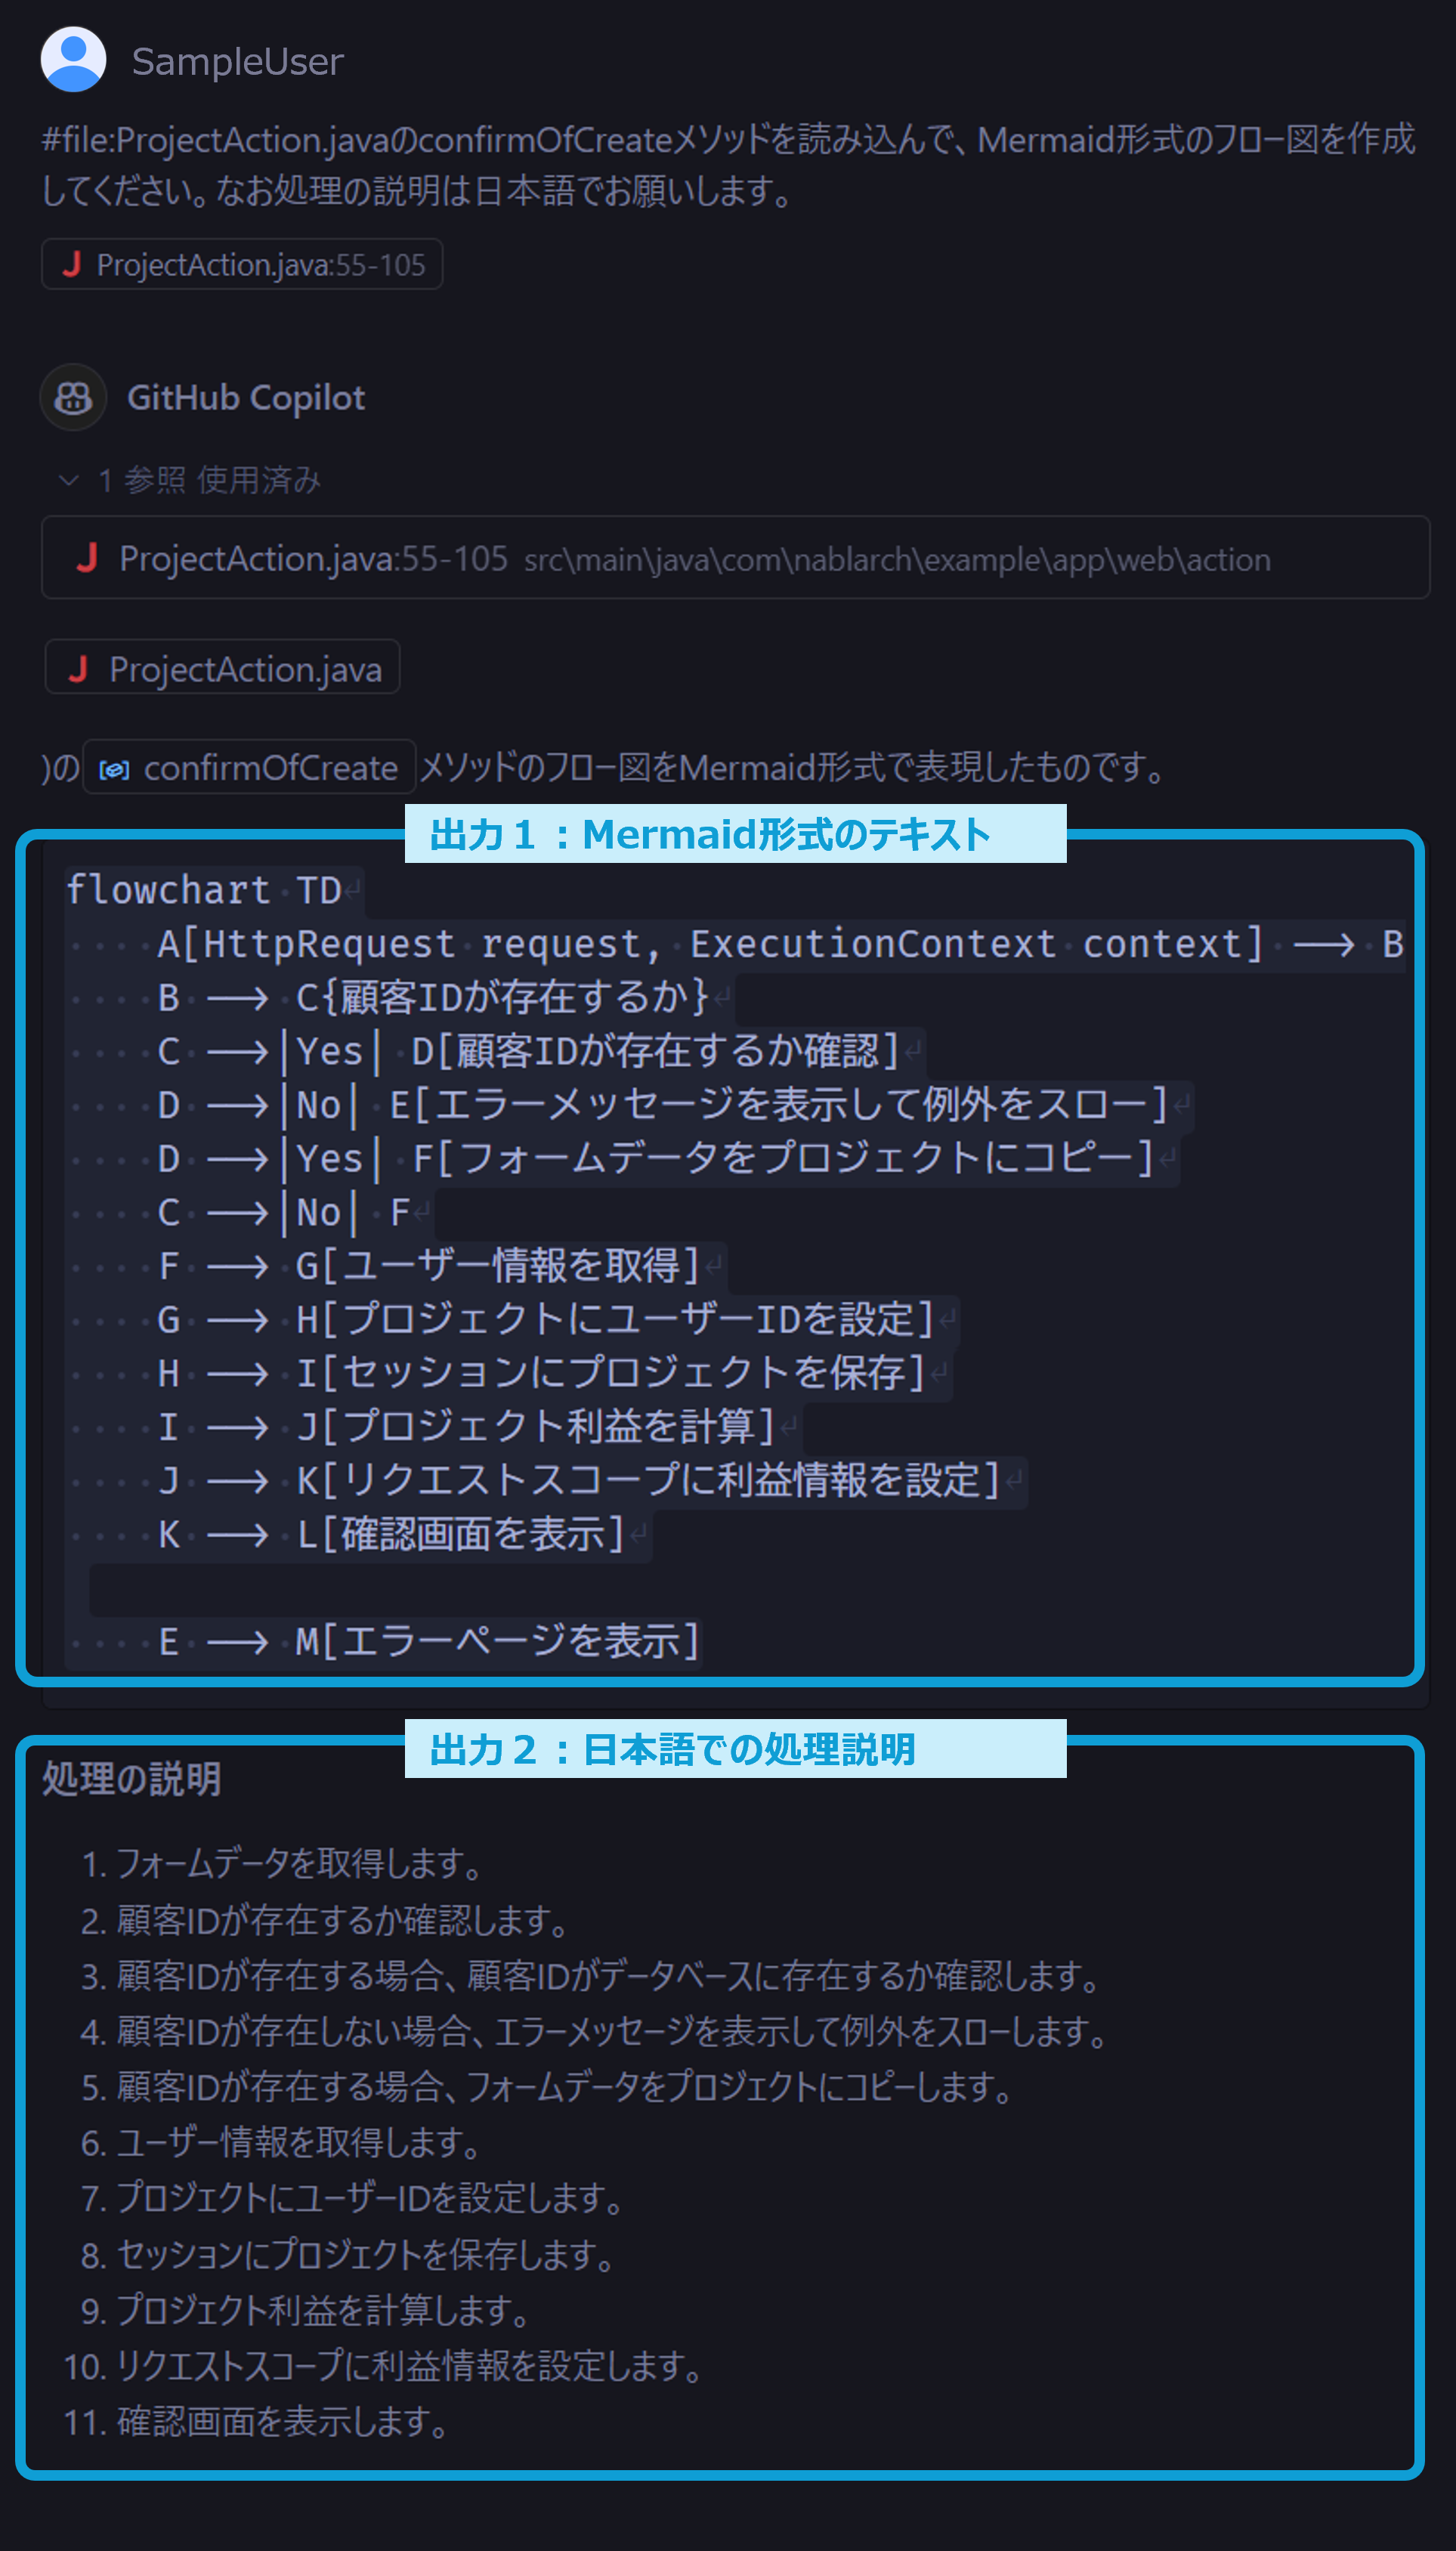 SampleUser
#file:ProjectAction.javaのconfirmOfCreateメソッドを読み込んで、Mermaid形式のフロー図を作成
してください。なお処理の説明は日本語でお願いします。
J ProjectAction.java:55-105
GitHub Copilot
1 参照 使用済み
J ProjectAction.java:55-105 src\main\java\com\nablarch\example\app\web\action
J ProjectAction.java
)の confirmOfCreate メソッドのフロー図をMermaid形式で表現したものです。
出力１：Mermaid形式のテキスト
flowchart TD
A[HttpRequest request, ExecutionContext context] --> B
B --> C{顧客IDが存在するか}
C -->|Yes| D[顧客IDが存在するか確認]
D -->|No| E[エラーメッセージを表示して例外をスロー]
D -->|Yes| F[フォームデータをプロジェクトにコピー]
C -->|No| F
F --> G[ユーザー情報を取得]
G --> H[プロジェクトにユーザーIDを設定]
H --> I[セッションにプロジェクトを保存]
I --> J[プロジェクト利益を計算]
J --> K[リクエストスコープに利益情報を設定]
K --> L[確認画面を表示]
E --> M[エラーページを表示]
出力２：日本語での処理説明
処理の説明
1. フォームデータを取得します。
2. 顧客IDが存在するか確認します。
3. 顧客IDが存在する場合、顧客IDがデータベースに存在するか確認します。
4. 顧客IDが存在しない場合、エラーメッセージを表示して例外をスローします。
5. 顧客IDが存在する場合、フォームデータをプロジェクトにコピーします。
6. ユーザー情報を取得します。
7. プロジェクトにユーザーIDを設定します。
8. セッションにプロジェクトを保存します。
9. プロジェクト利益を計算します。
10. リクエストスコープに利益情報を設定します。
11. 確認画面を表示します。